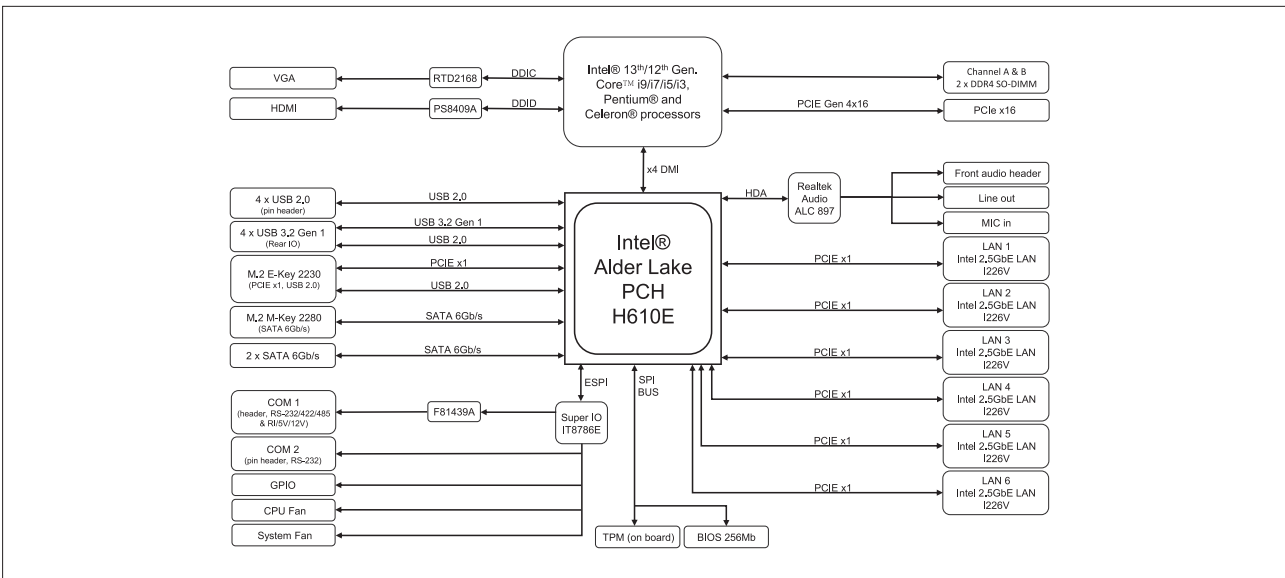 VGA
RTD2168
DDIC
HDMI
PS8409A
DDID
Intel® 13th/12th Gen.
Core™ i9/i7/i5/i3,
Pentium® and
Celeron® processors
Channel A & B
2 x DDR4 SO-DIMM
PCIE Gen 4x16
PCIe x16
x4 DMI
4 x USB 2.0
(pin header)
USB 2.0
4 x USB 3.2 Gen 1
(Rear IO)
USB 3.2 Gen 1
USB 2.0
M.2 E-Key 2230
(PCIE x1, USB 2.0)
PCIE x1
USB 2.0
M.2 M-Key 2280
(SATA 6Gb/s)
SATA 6Gb/s
2 x SATA 6Gb/s
SATA 6Gb/s
Intel®
Alder Lake
PCH
H610E
HDA
Realtek
Audio
ALC 897
Front audio header
Line out
MIC in
PCIE x1
LAN 1
Intel 2.5GbE LAN
I226V
PCIE x1
LAN 2
Intel 2.5GbE LAN
I226V
PCIE x1
LAN 3
Intel 2.5GbE LAN
I226V
PCIE x1
LAN 4
Intel 2.5GbE LAN
I226V
PCIE x1
LAN 5
Intel 2.5GbE LAN
I226V
PCIE x1
LAN 6
Intel 2.5GbE LAN
I226V
ESPI
SPI
BUS
COM 1
(header, RS-232/422/485
& RI/5V/12V)
F81439A
Super IO
IT8786E
COM 2
(pin header, RS-232)
GPIO
CPU Fan
System Fan
TPM (on board)
BIOS 256Mb